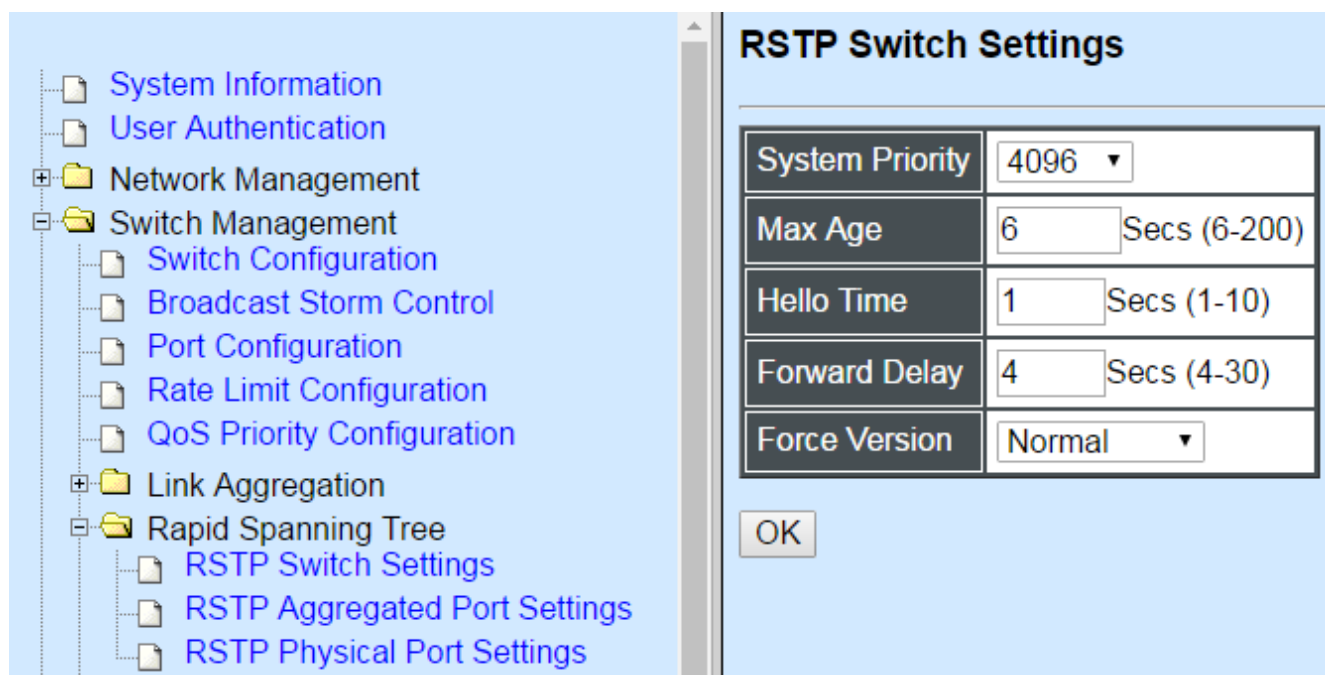 System Information
User Authentication
Network Management
Switch Management
Switch Configuration
Broadcast Storm Control
Port Configuration
Rate Limit Configuration
QoS Priority Configuration
Link Aggregation
Rapid Spanning Tree
RSTP Switch Settings
RSTP Aggregated Port Settings
RSTP Physical Port Settings
RSTP Switch Settings
System Priority 4096
Max Age 6 Secs (6-200)
Hello Time 1 Secs (1-10)
Forward Delay 4 Secs (4-30)
Force Version Normal
OK